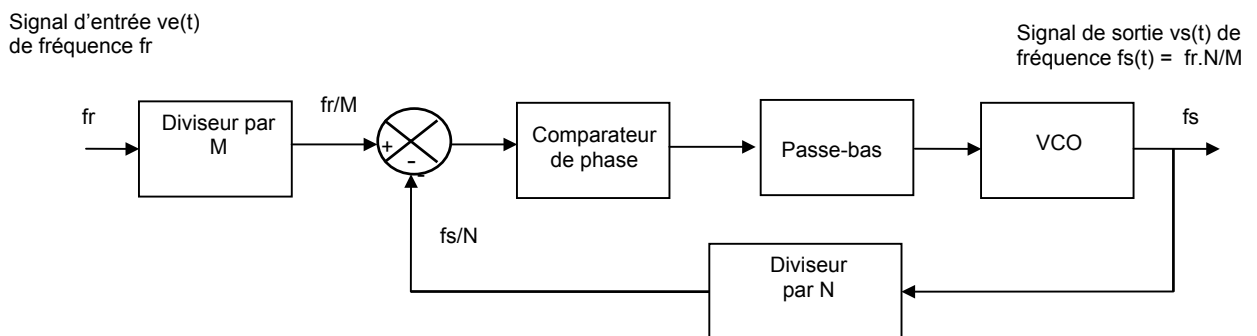 Signal d'entrée ve(t)
de fréquence fr
Signal de sortie vs(t) de
fréquence fs(t) = fr.N/M
fr
Diviseur par
M
fr/M
+
-
-
Comparateur
de phase
Passe-bas
VCO
fs
fs/N
Diviseur
par N